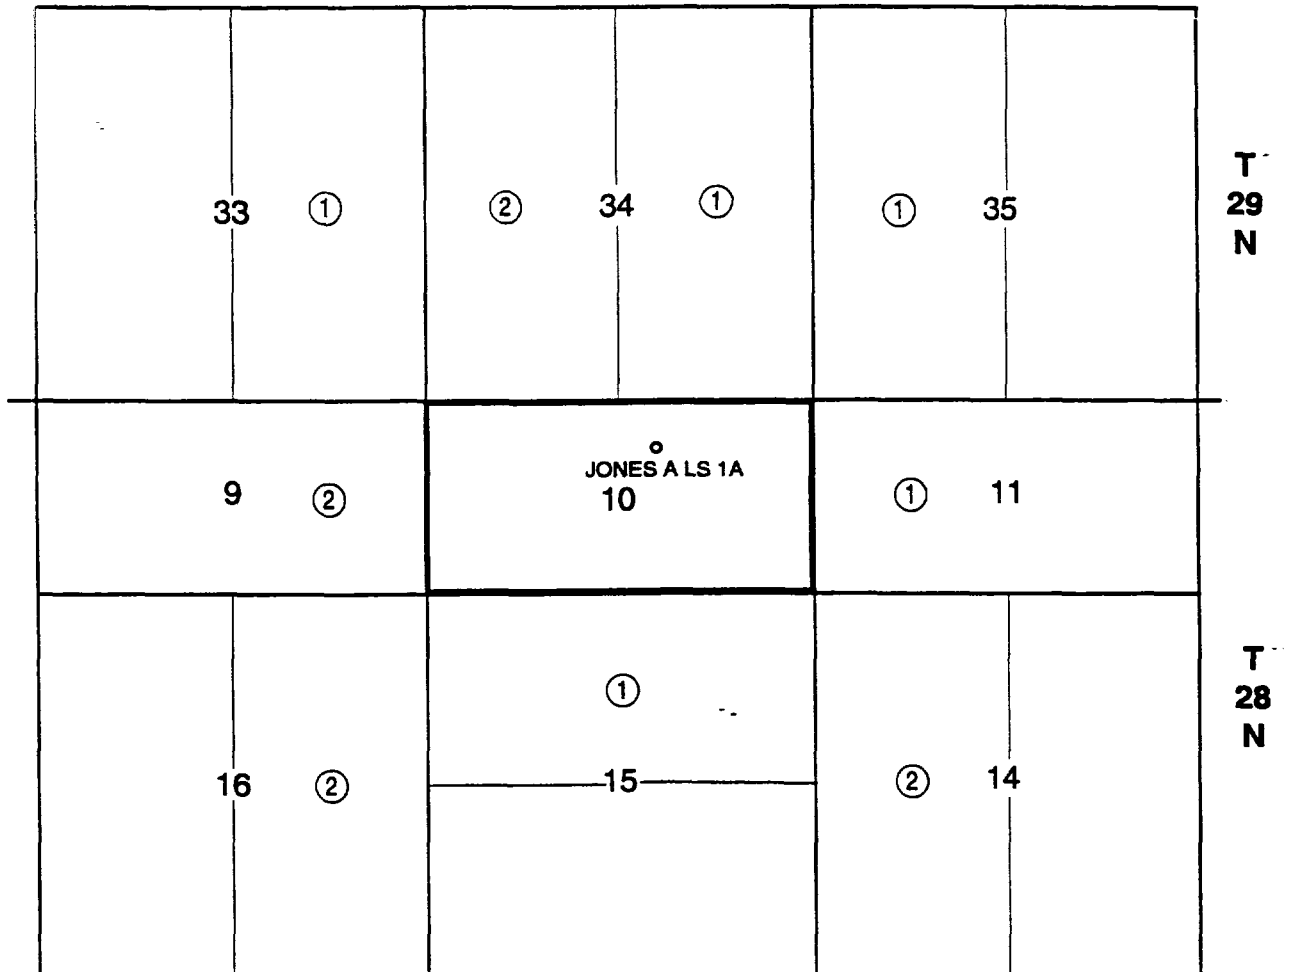 33 ① ② 34 ① ① 35
T
29
N
JONES A LS 1A
9 ② 10 ① 11
T
28
N
①
16 ② 15 ② 14